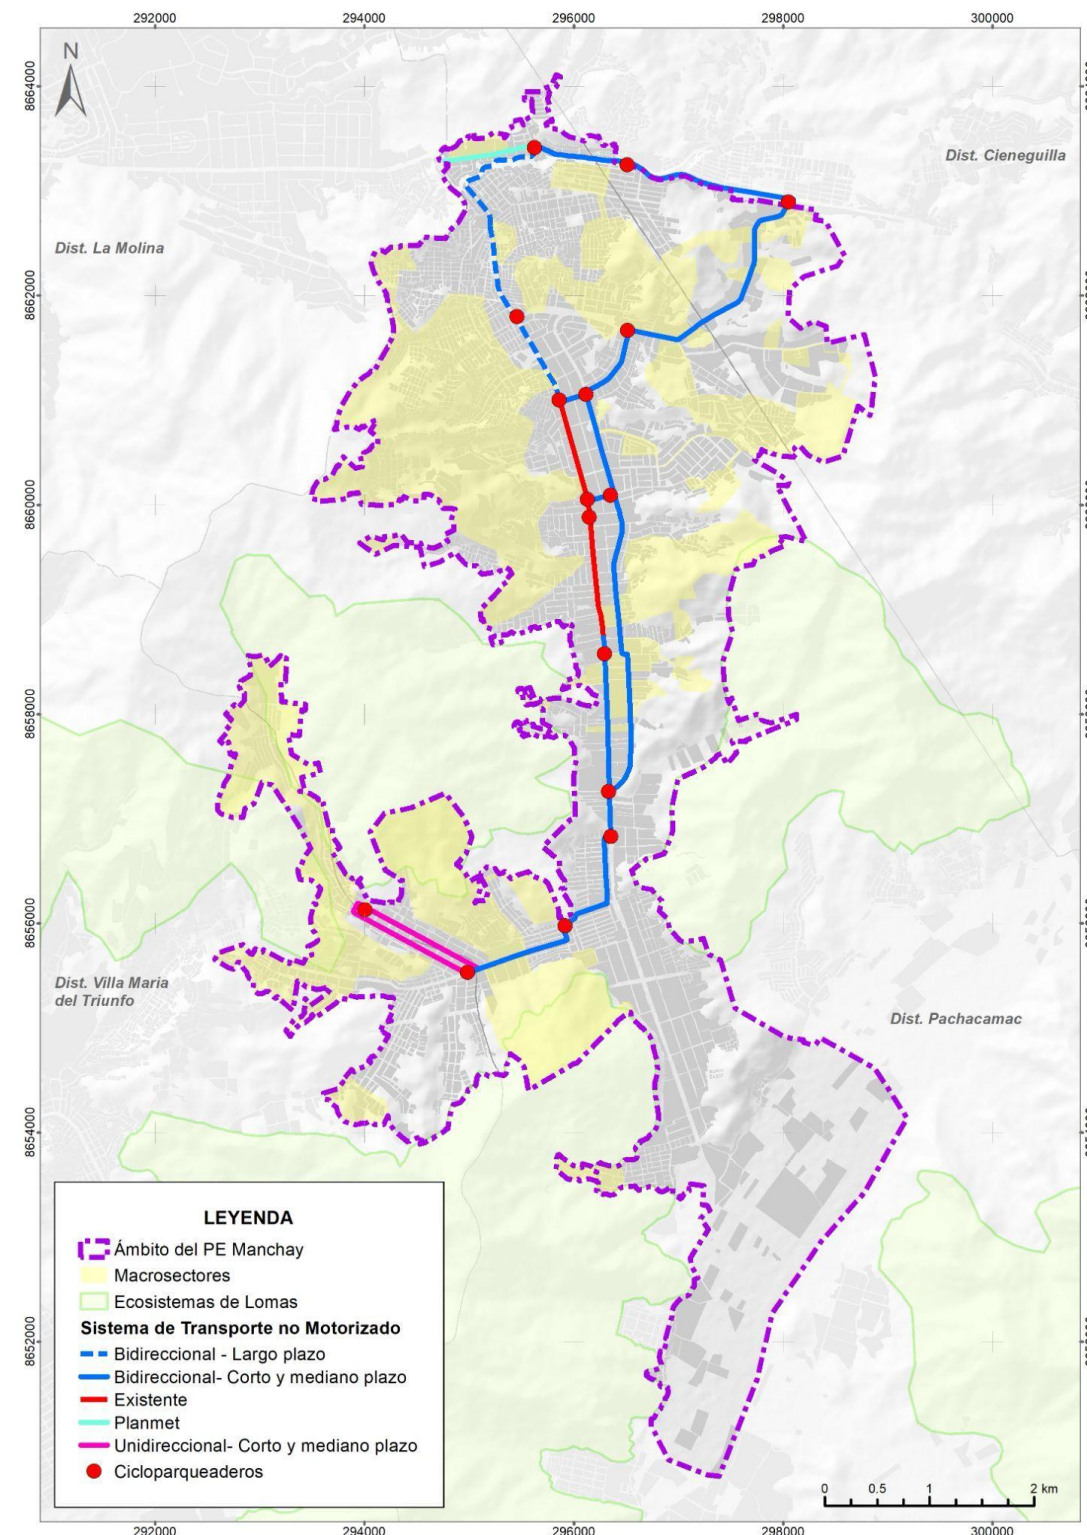 292000
294000
296000
298000
300000
N
8664000
Dist. Cieneguilla
Dist. La Molina
8662000
8660000
8658000
8656000
Dist. Villa Maria
del Triunfo
Dist. Pachacamac
8654000
LEYENDA
Ámbito del PE Manchay
Macrosectores
Ecosistemas de Lomas
Sistema de Transporte no Motorizado
Bidireccional - Largo plazo
Bidireccional- Corto y mediano plazo
Existente
Planmet
Unidireccional- Corto y mediano plazo
Cicloparqueaderos
8652000
0 0.5 1 2 km
292000
294000
296000
298000
300000